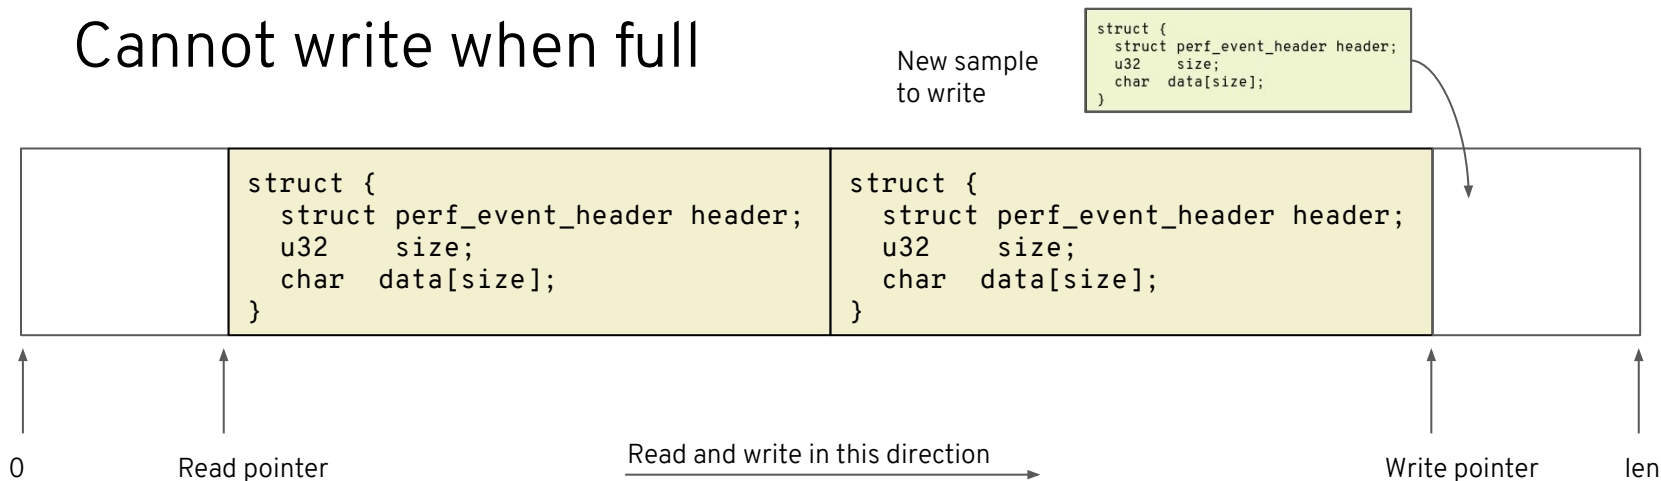 Cannot write when full
New sample
to write
struct {
  struct perf_event_header header;
  u32    size;
  char  data[size];
}
struct {
  struct perf_event_header header;
  u32    size;
  char  data[size];
}
struct {
  struct perf_event_header header;
  u32    size;
  char  data[size];
}
0
Read pointer
Read and write in this direction
Write pointer
len